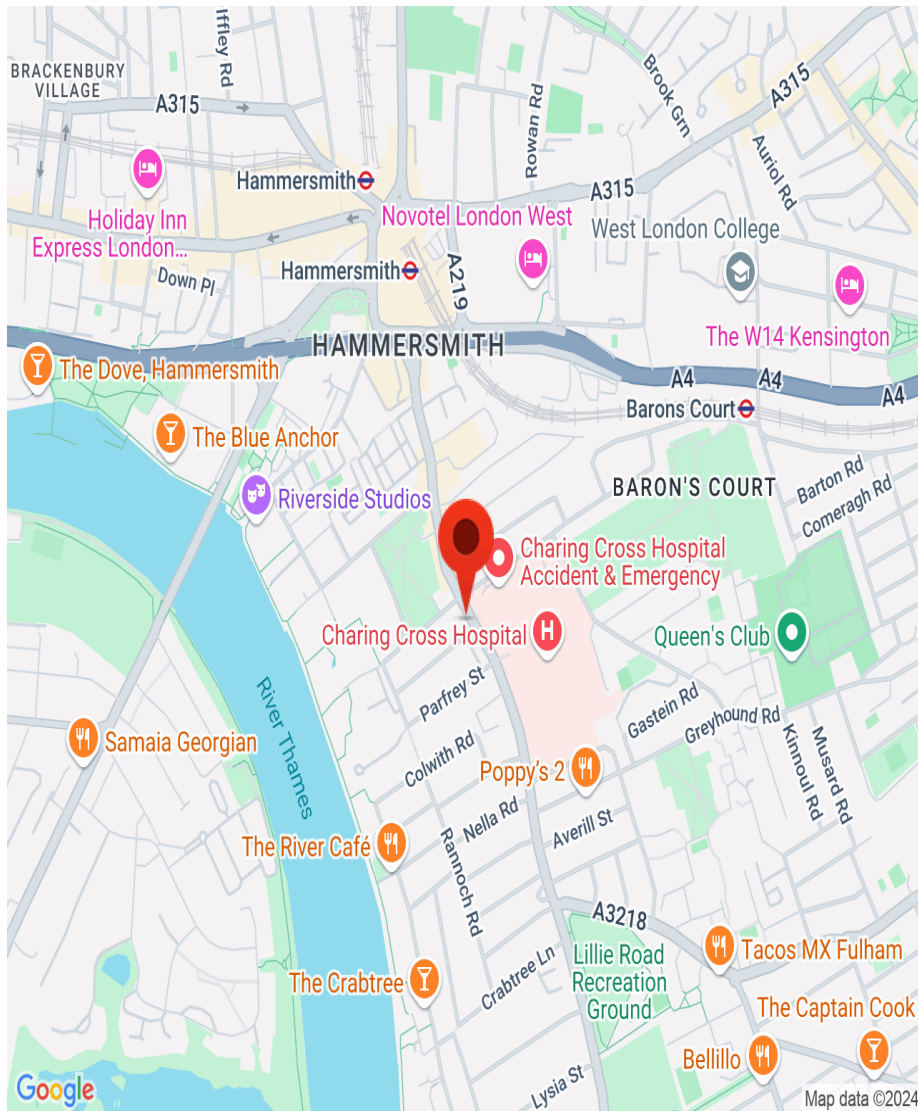 Iffley Rd
BRACKENBURY
VILLAGE
A315
A315
Brook Grn
Rowan Rd
Auriol Rd
Hammersmith
A315
Holiday Inn
Express London...
Novotel London West
West London College
Hammersmith
A219
Down Pl
The W14 Kensington
HAMMERSMITH
The Dove, Hammersmith
A4
A4
A4
Barons Court
The Blue Anchor
BARON'S COURT
Barton Rd
Comeragh Rd
Riverside Studios
Charing Cross Hospital
Accident & Emergency
Charing Cross Hospital
H
Queen's Club
Parfrey St
River Thames
Gastein Rd
Greyhound Rd
Kinnoul Rd
Musard Rd
Samaia Georgian
Colwith Rd
Poppy's 2
Nella Rd
Averill St
The River Café
Rannoch Rd
A3218
Lillie Road
Recreation
Ground
Tacos MX Fulham
Crabtree Ln
The Crabtree
The Captain Cook
Bellillo
Lysia St
Google
Map data ©2024